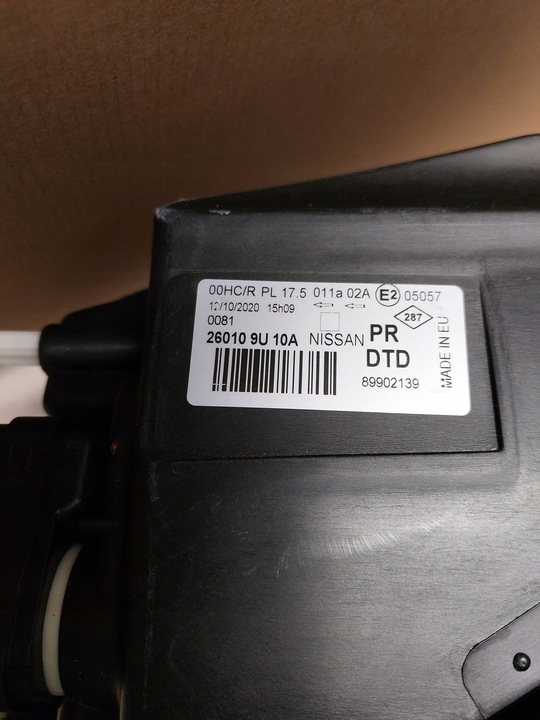 00HC/R PL 17.5 011a 02A E2 05057
12/10/2020 15h09
287
0081
26010 9U 10A NISSAN PR
DTD
89902139
MADE IN EU